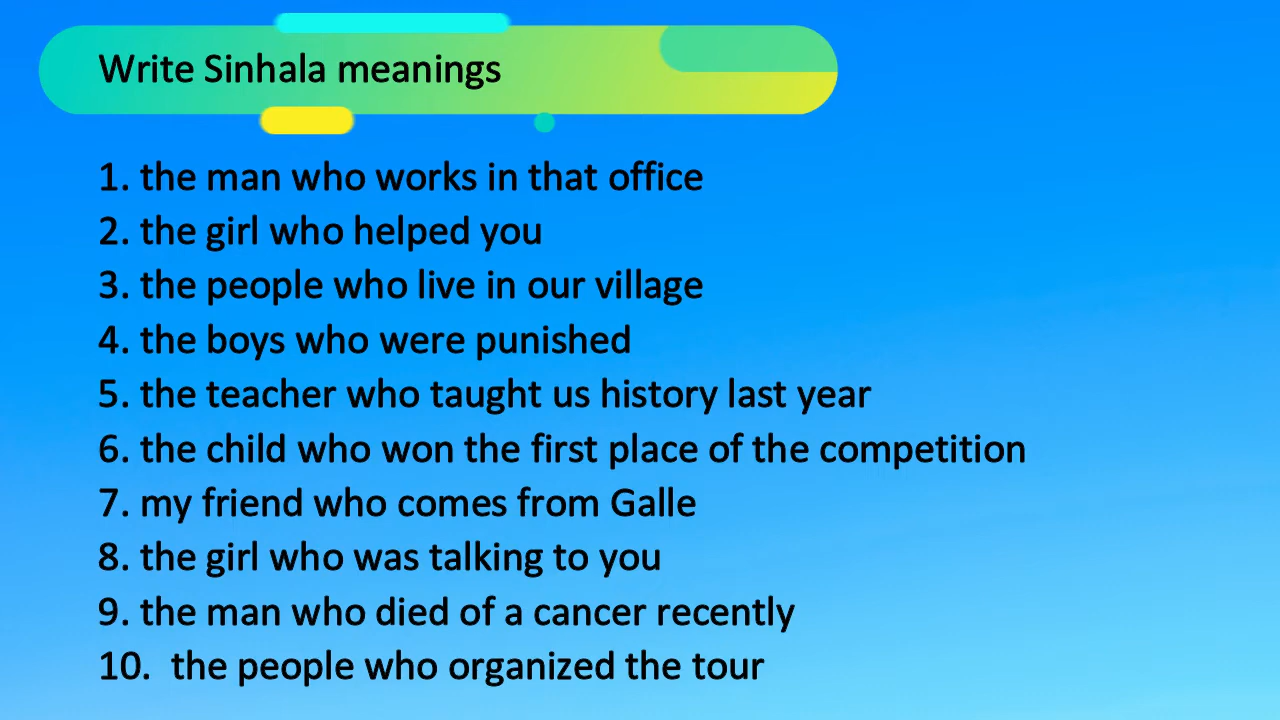 Write Sinhala meanings
1. the man who works in that office
2. the girl who helped you
3. the people who live in our village
4. the boys who were punished
5. the teacher who taught us history last year
6. the child who won the first place of the competition
7. my friend who comes from Galle
8. the girl who was talking to you
9. the man who died of a cancer recently
10.  the people who organized the tour